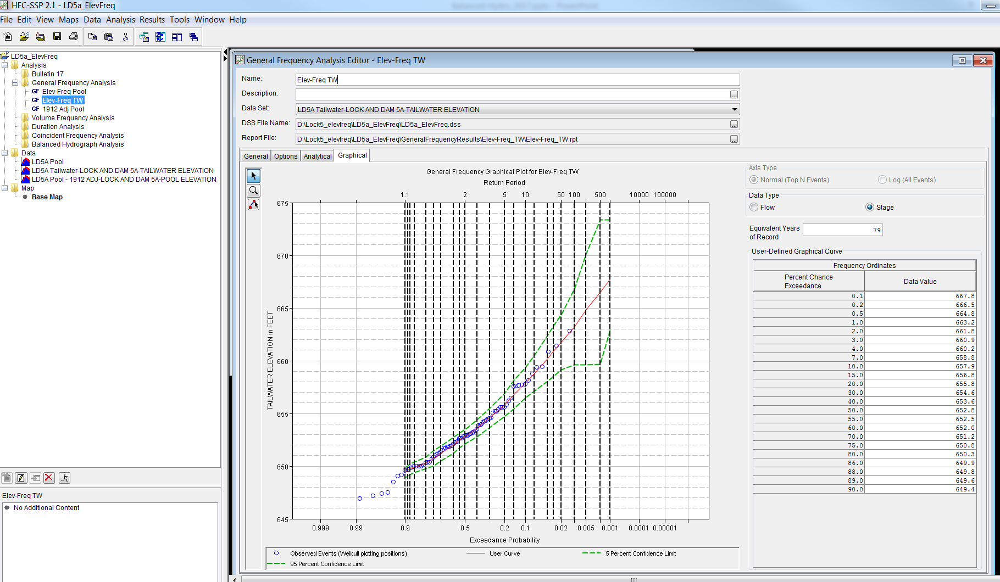 HEC-SSP 2.1 - LD5a_ElevFreq
File Edit View Maps Data Analysis Results Tools Window Help
LD5a_ElevFreq
Analysis
Bulletin 17
General Frequency Analysis
GF Elev-Freq Pool
GF Elev-Freq TW
GF 1912 Adj Pool
Volume Frequency Analysis
Duration Analysis
Coincident Frequency Analysis
Balanced Hydrograph Analysis
Data
LD5A Pool
LD5A Tailwater-LOCK AND DAM 5A-TAILWATER ELEVATION
LD5A Pool - 1912 ADJ-LOCK AND DAM 5A-POOL ELEVATION
Map
Base Map
Elev-Freq TW
No Additional Content
General Frequency Analysis Editor - Elev-Freq TW
Name: Elev-Freq TW
Description:
Data Set: LD5A Tailwater-LOCK AND DAM 5A-TAILWATER ELEVATION
DSS File Name: D:\Lock5_elevfreq\LD5a_ElevFreq\LD5a_ElevFreq.dss
Report File: D:\Lock5_elevfreq\LD5a_ElevFreq\GeneralFrequencyResults\Elev-Freq_TW\Elev-Freq_TW.rpt
General Options Analytical Graphical
General Frequency Graphical Plot for Elev-Freq TW
Return Period
1.1 2 5 10 50 100 500 10000 100000
675
670
665
660
655
650
645
TAILWATER ELEVATION in FEET
0.999 0.99 0.9 0.5 0.2 0.1 0.02 0.005 0.001 0.0001 0.00001
Exceedance Probability
Observed Events (Weibull plotting positions) User Curve 5 Percent Confidence Limit
95 Percent Confidence Limit
Axis Type
Normal (Top N Events) Log (All Events)
Data Type
Flow Stage
Equivalent Years
of Record 79
User-Defined Graphical Curve
Frequency Ordinates
Percent Chance
Exceedance Data Value
0.1 667.8
0.2 666.5
0.5 664.8
1.0 663.2
2.0 661.8
3.0 660.9
4.0 660.2
7.0 658.8
10.0 657.9
15.0 656.8
20.0 655.8
30.0 654.6
40.0 653.6
50.0 652.8
55.0 652.5
60.0 652.0
70.0 651.2
75.0 650.8
80.0 650.3
86.0 649.9
88.0 649.8
89.0 649.6
90.0 649.4